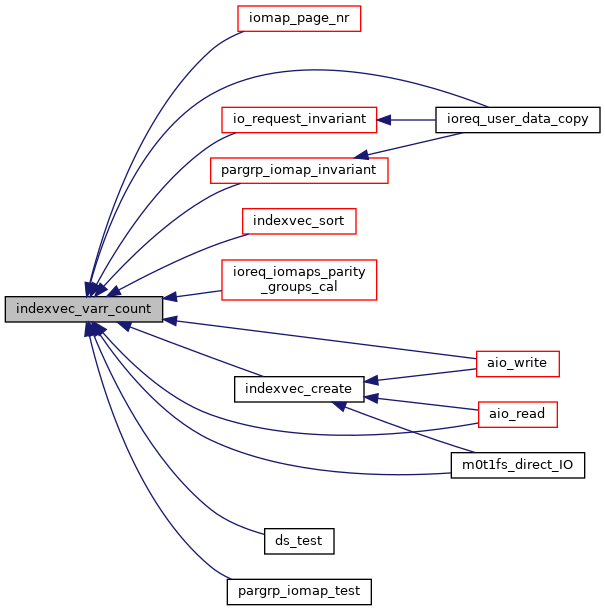 iomap_page_nr
io_request_invariant
ioreq_user_data_copy
pargrp_iomap_invariant
indexvec_sort
ioreq_iomaps_parity
_groups_cal
indexvec_varr_count
aio_write
indexvec_create
aio_read
m0t1fs_direct_IO
ds_test
pargrp_iomap_test